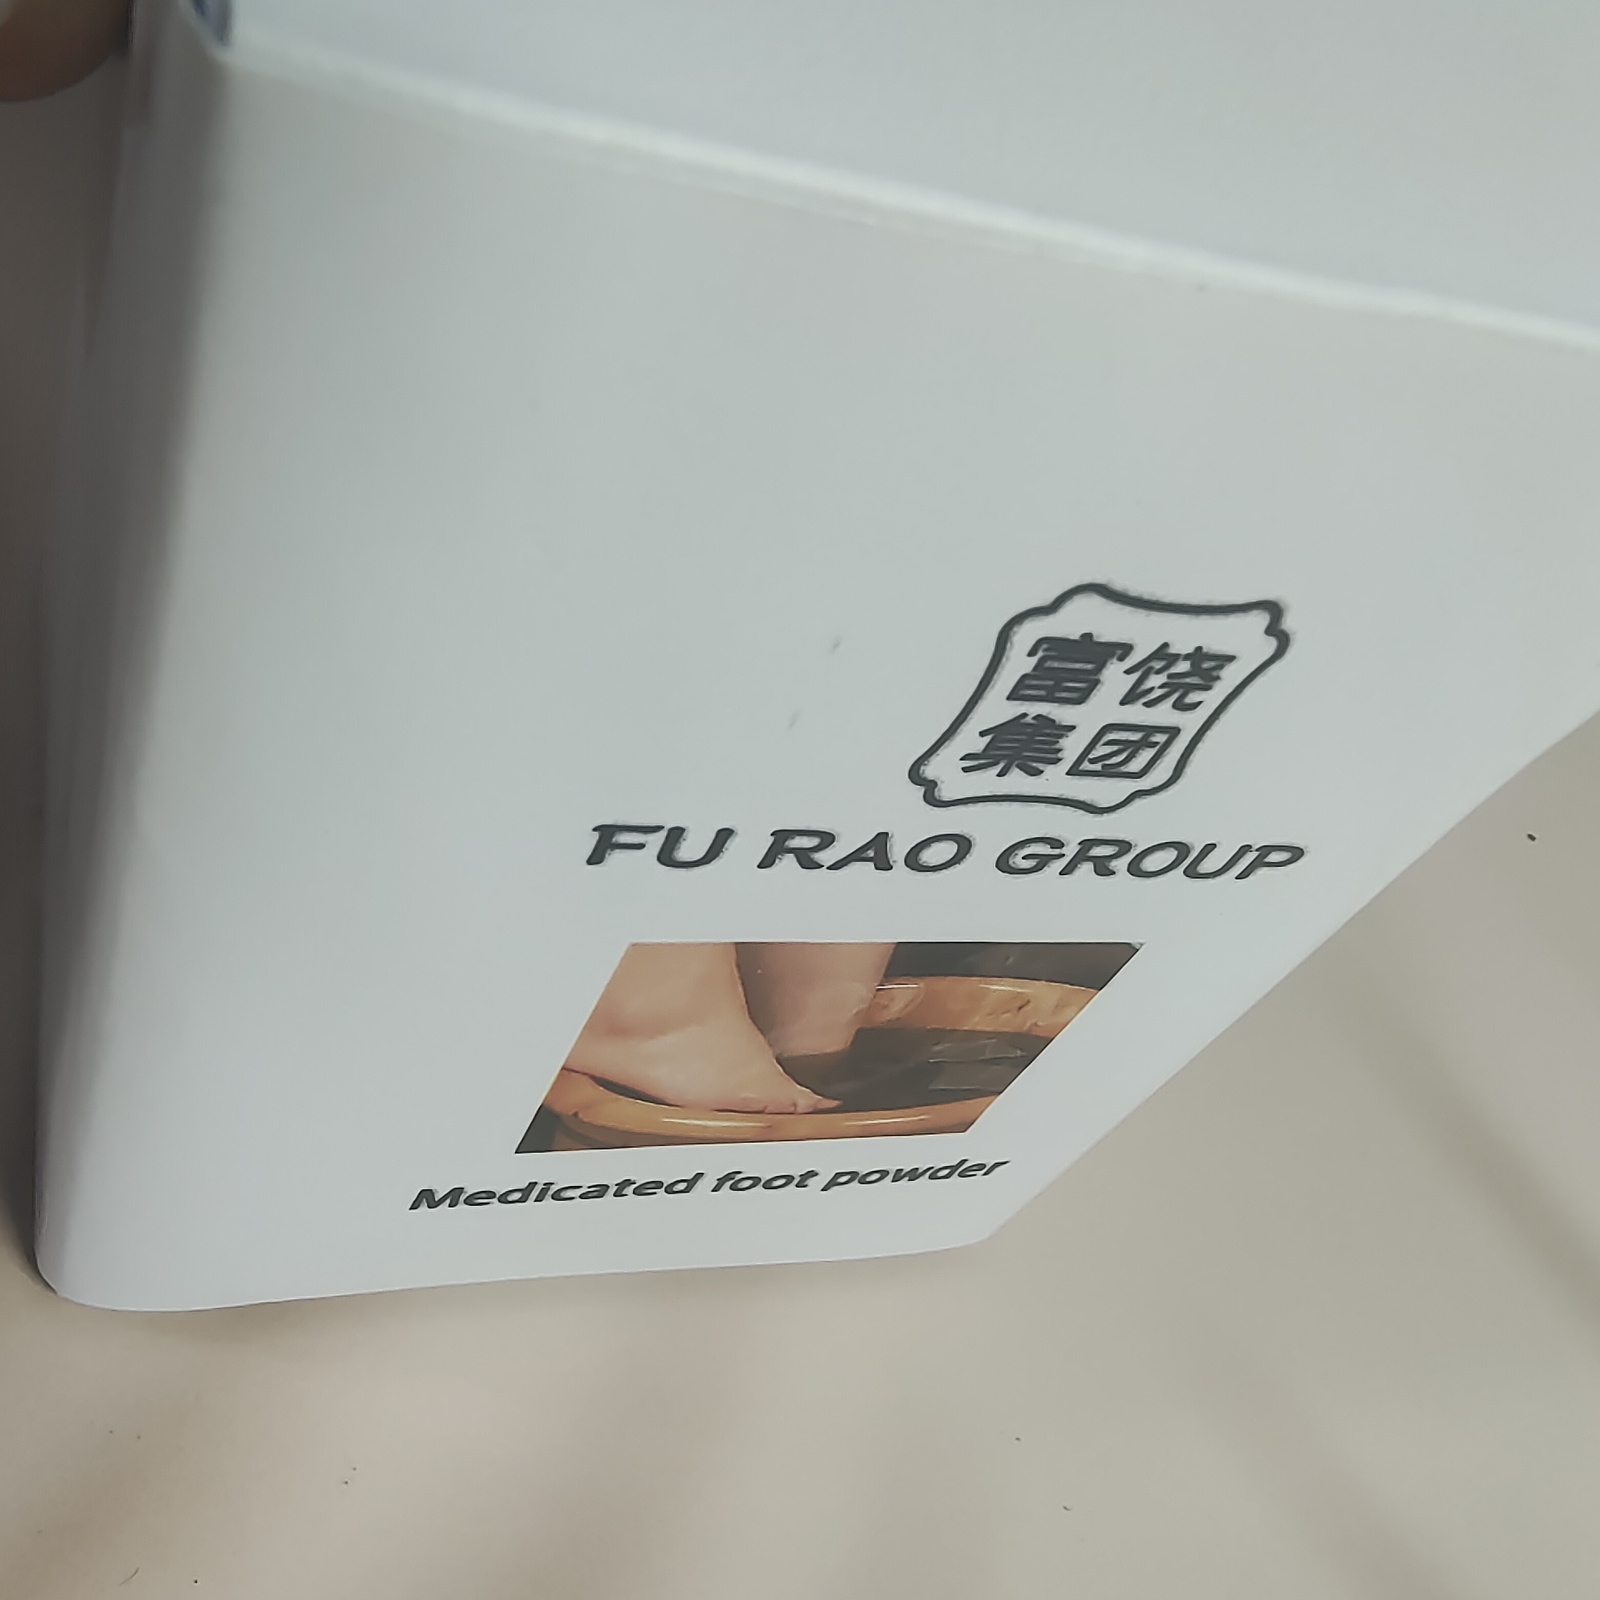 富饶
集团
FU RAO GROUP
Medicated foot powder